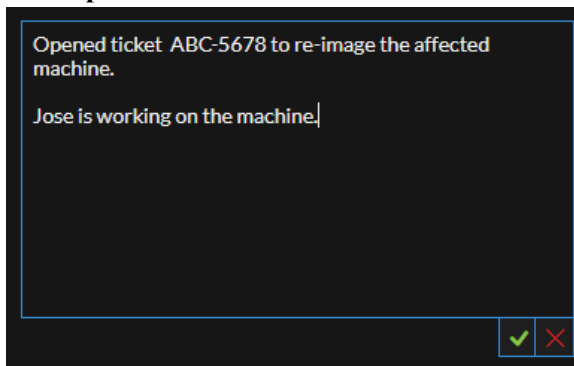 Opened ticket  ABC-5678 to re-image the affected
machine.
Jose is working on the machine.